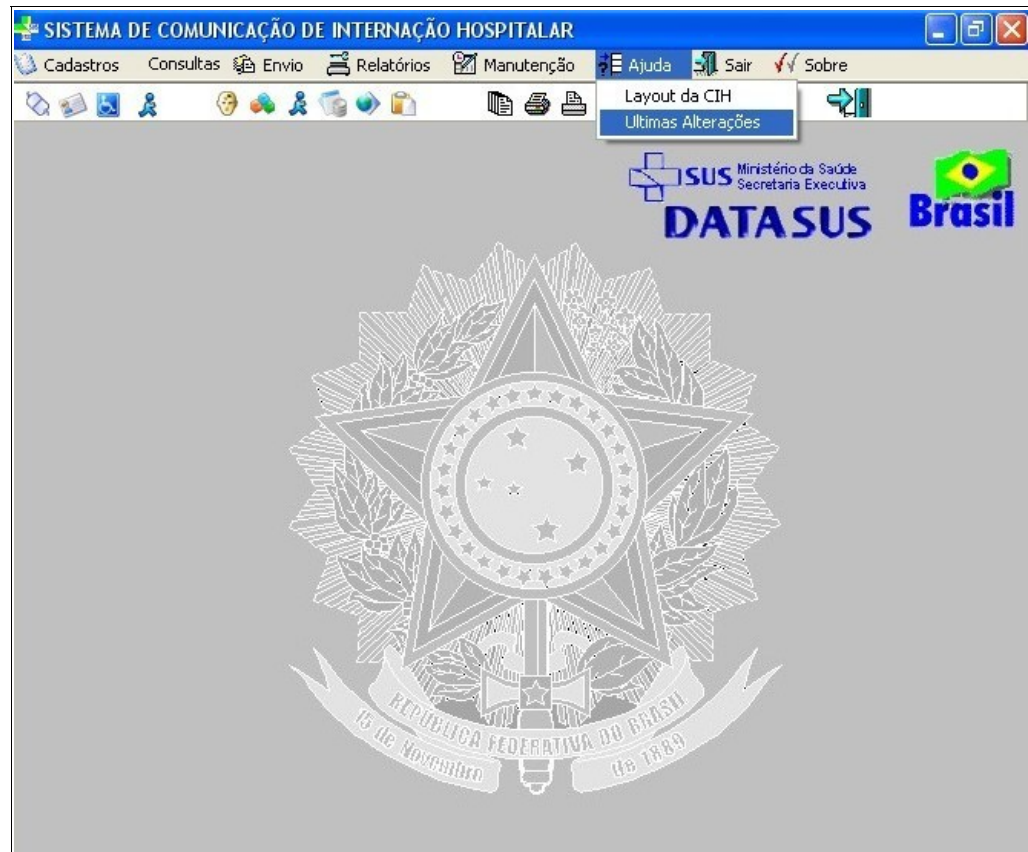 SISTEMA DE COMUNICAÇÃO DE INTERNAÇÃO HOSPITALAR
Cadastros Consultas Envio Relatórios Manutenção Ajuda Sair Sobre
Layout da CIH
Ultimas Alterações
SUS Ministério da Saúde
Secretaria Executiva
DATASUS
Brasil
REPÚBLICA FEDERATIVA DO BRASIL
15 de Novembro de 1889